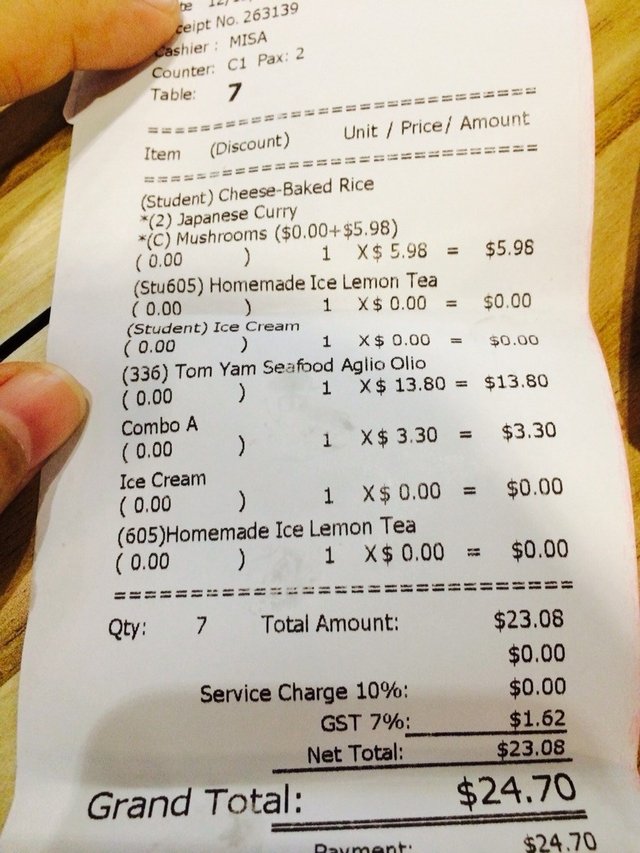 te 12/
ceipt No. 263139
Cashier : MISA
Counter: C1 Pax: 2
Table: 7
======================================
Item (Discount) Unit / Price/ Amount
======================================
(Student) Cheese-Baked Rice
*(2) Japanese Curry
*(C) Mushrooms ($0.00+$5.98)
( 0.00 ) 1 X$ 5.98 = $5.98
(Stu605) Homemade Ice Lemon Tea
( 0.00 ) 1 X$ 0.00 = $0.00
(Student) Ice Cream
( 0.00 ) 1 X$ 0.00 = $0.00
(336) Tom Yam Seafood Aglio Olio
( 0.00 ) 1 X$ 13.80 = $13.80
Combo A
( 0.00 ) 1 X$ 3.30 = $3.30
Ice Cream
( 0.00 ) 1 X$ 0.00 = $0.00
(605)Homemade Ice Lemon Tea
( 0.00 ) 1 X$ 0.00 = $0.00
======================================
Qty: 7 Total Amount: $23.08
$0.00
Service Charge 10%: $0.00
GST 7%: $1.62
Net Total: $23.08
Grand Total: $24.70
Payment: $24.70